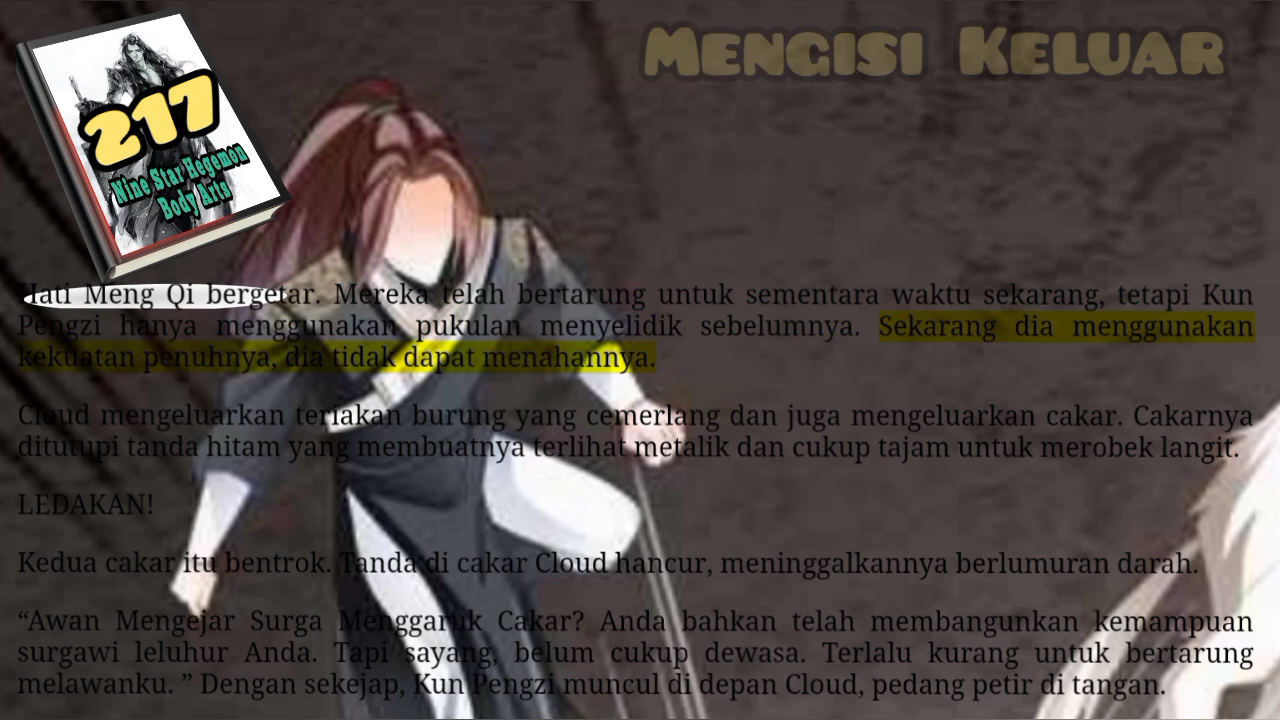 MENGISI KELUAR
217
Nine Star Hegemon
Body Arts
Hati Meng Qi bergetar. Mereka telah bertarung untuk sementara waktu sekarang, tetapi Kun
Pengzi hanya menggunakan pukulan menyelidik sebelumnya. Sekarang dia menggunakan
kekuatan penuhnya, dia tidak dapat menahannya.
Cloud mengeluarkan teriakan burung yang cemerlang dan juga mengeluarkan cakar. Cakarnya
ditutupi tanda hitam yang membuatnya terlihat metalik dan cukup tajam untuk merobek langit.
LEDAKAN!
Kedua cakar itu bentrok. Tanda di cakar Cloud hancur, meninggalkannya berlumuran darah.
“Awan Mengejar Surga Menggaruk Cakar? Anda bahkan telah membangunkan kemampuan
surgawi leluhur Anda. Tapi sayang, belum cukup dewasa. Terlalu kurang untuk bertarung
melawanku. ” Dengan sekejap, Kun Pengzi muncul di depan Cloud, pedang petir di tangan.